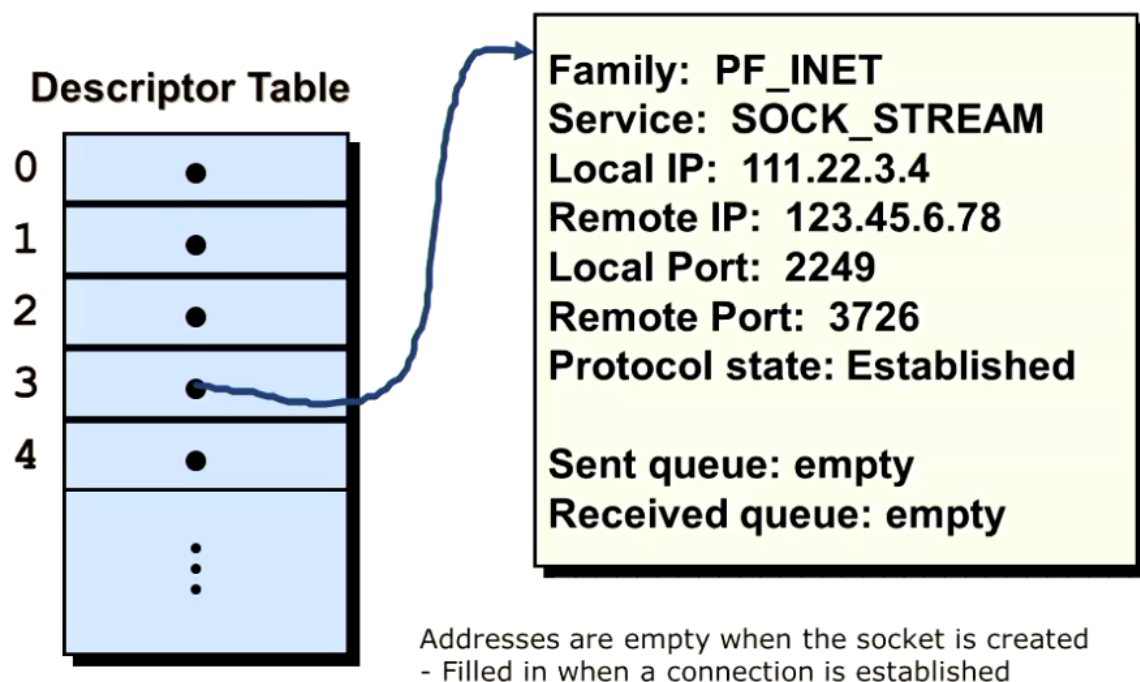 Descriptor Table
0
1
2
3
4
Family: PF_INET
Service: SOCK_STREAM
Local IP: 111.22.3.4
Remote IP: 123.45.6.78
Local Port: 2249
Remote Port: 3726
Protocol state: Established
Sent queue: empty
Received queue: empty
Addresses are empty when the socket is created
- Filled in when a connection is established